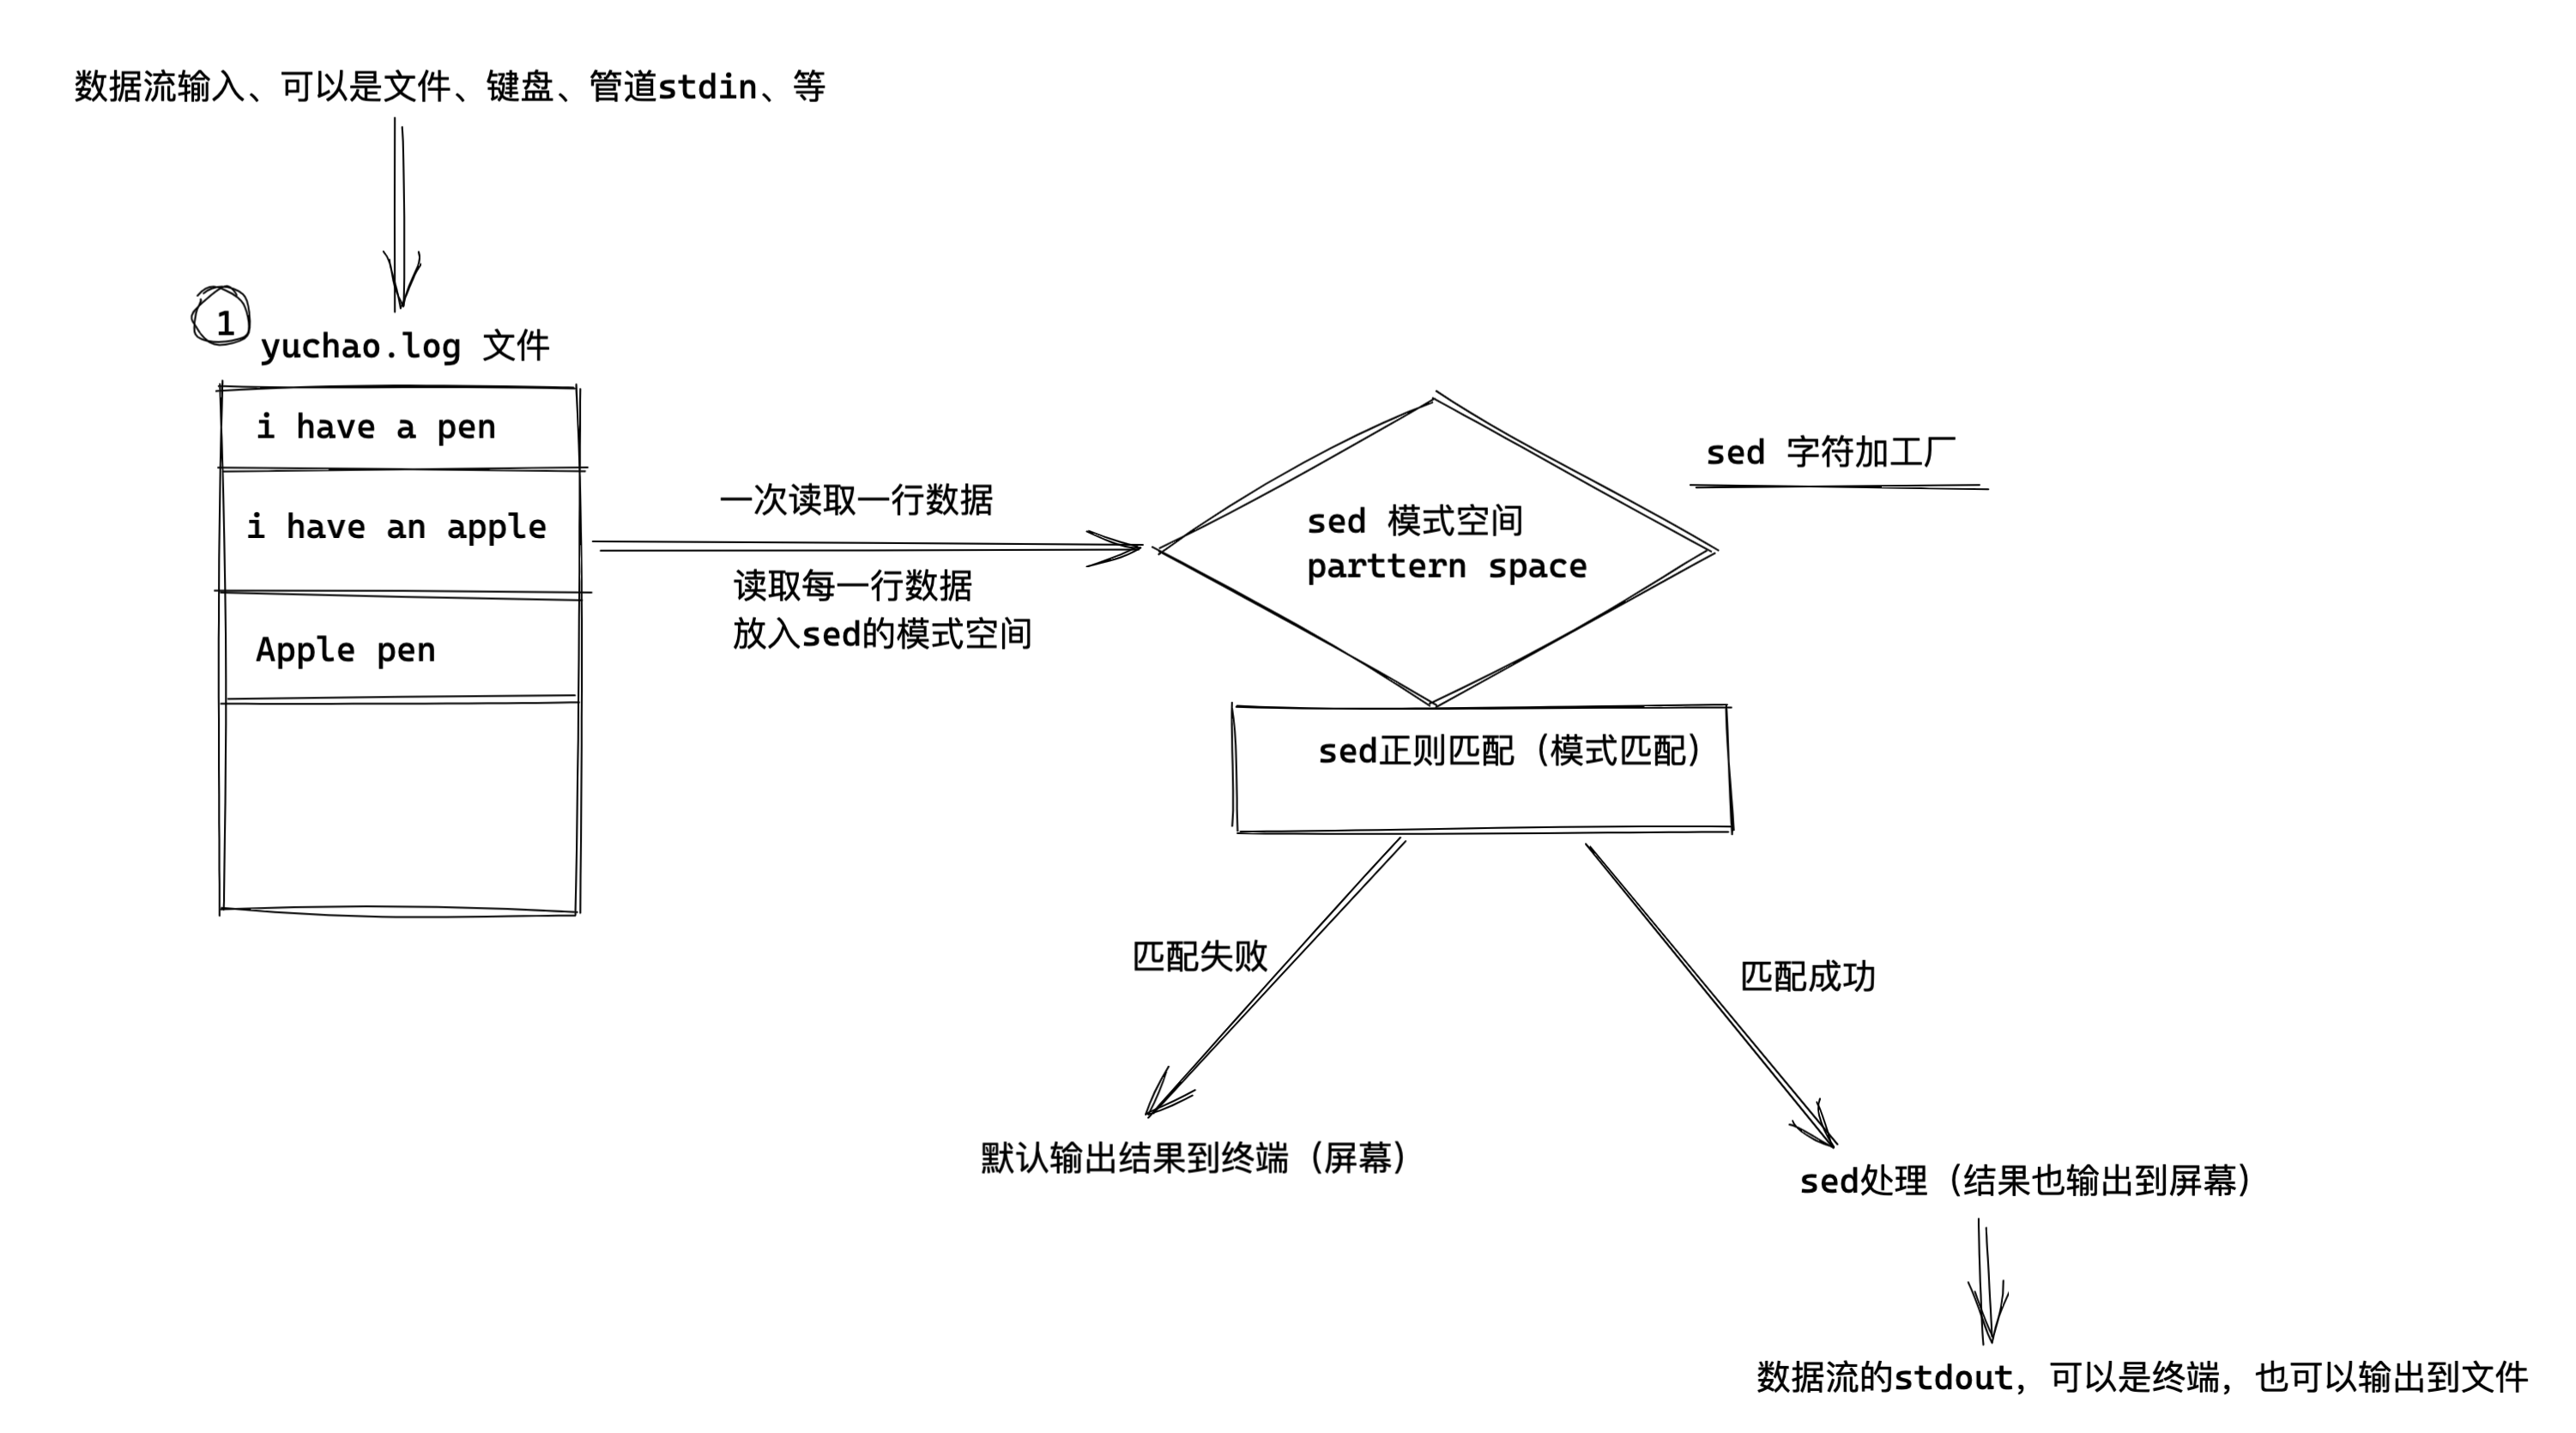 数据流输入、可以是文件、键盘、管道stdin、等
1
yuchao.log 文件
i have a pen
i have an apple
Apple pen
一次读取一行数据
读取每一行数据
放入sed的模式空间
sed 模式空间
parttern space
sed 字符加工厂
sed正则匹配（模式匹配）
匹配失败
匹配成功
默认输出结果到终端（屏幕）
sed处理（结果也输出到屏幕）
数据流的stdout，可以是终端，也可以输出到文件